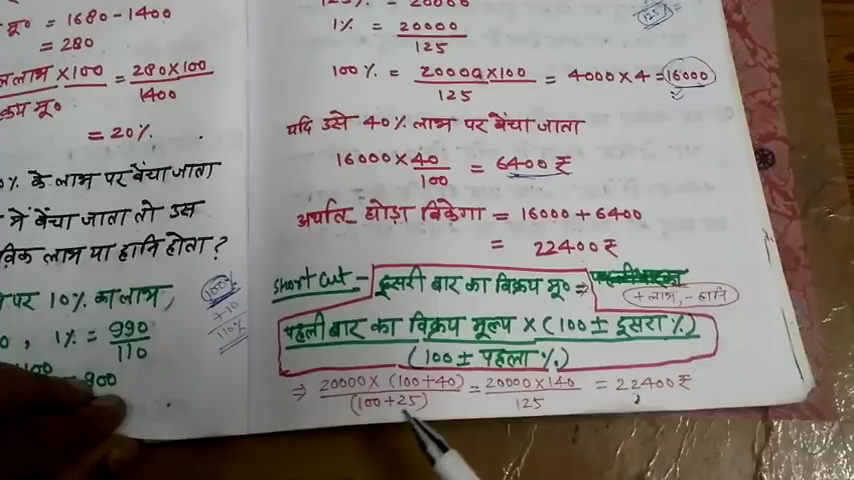 मू० = 1680 - 1400
= 280
लाभ × 100 = 280 × 100
1400
क्रय मू०
= 20%.
% के लाभ पर बेंचा जाता
में बेंचा जाता तो उस
लाभ या हानि होता ?
पर 10% का लाभ,
, 1% = 990
110
900
100%
+10
110%
1% = 20000
125
100% = 20000 × 100 = 4000 × 4 = 16000
125
यदि उसे 40% लाभ पर बेंचा जाता
16000 × 40 = 6400 ₹
100
अर्थात घोड़ा बिकेगा = 16000 + 6400
= 22400 ₹
Short cut - दूसरी बार का विक्रय मू० ⇒
+ लाभ, - हानि
पहली बार का विक्रय मूल्य × (100 ± दूसरा %)
(100 ± पहला %)
⇒ 20000 × (100 + 40) = 20000 × 140 = 22400 ₹
(100 + 25) 125